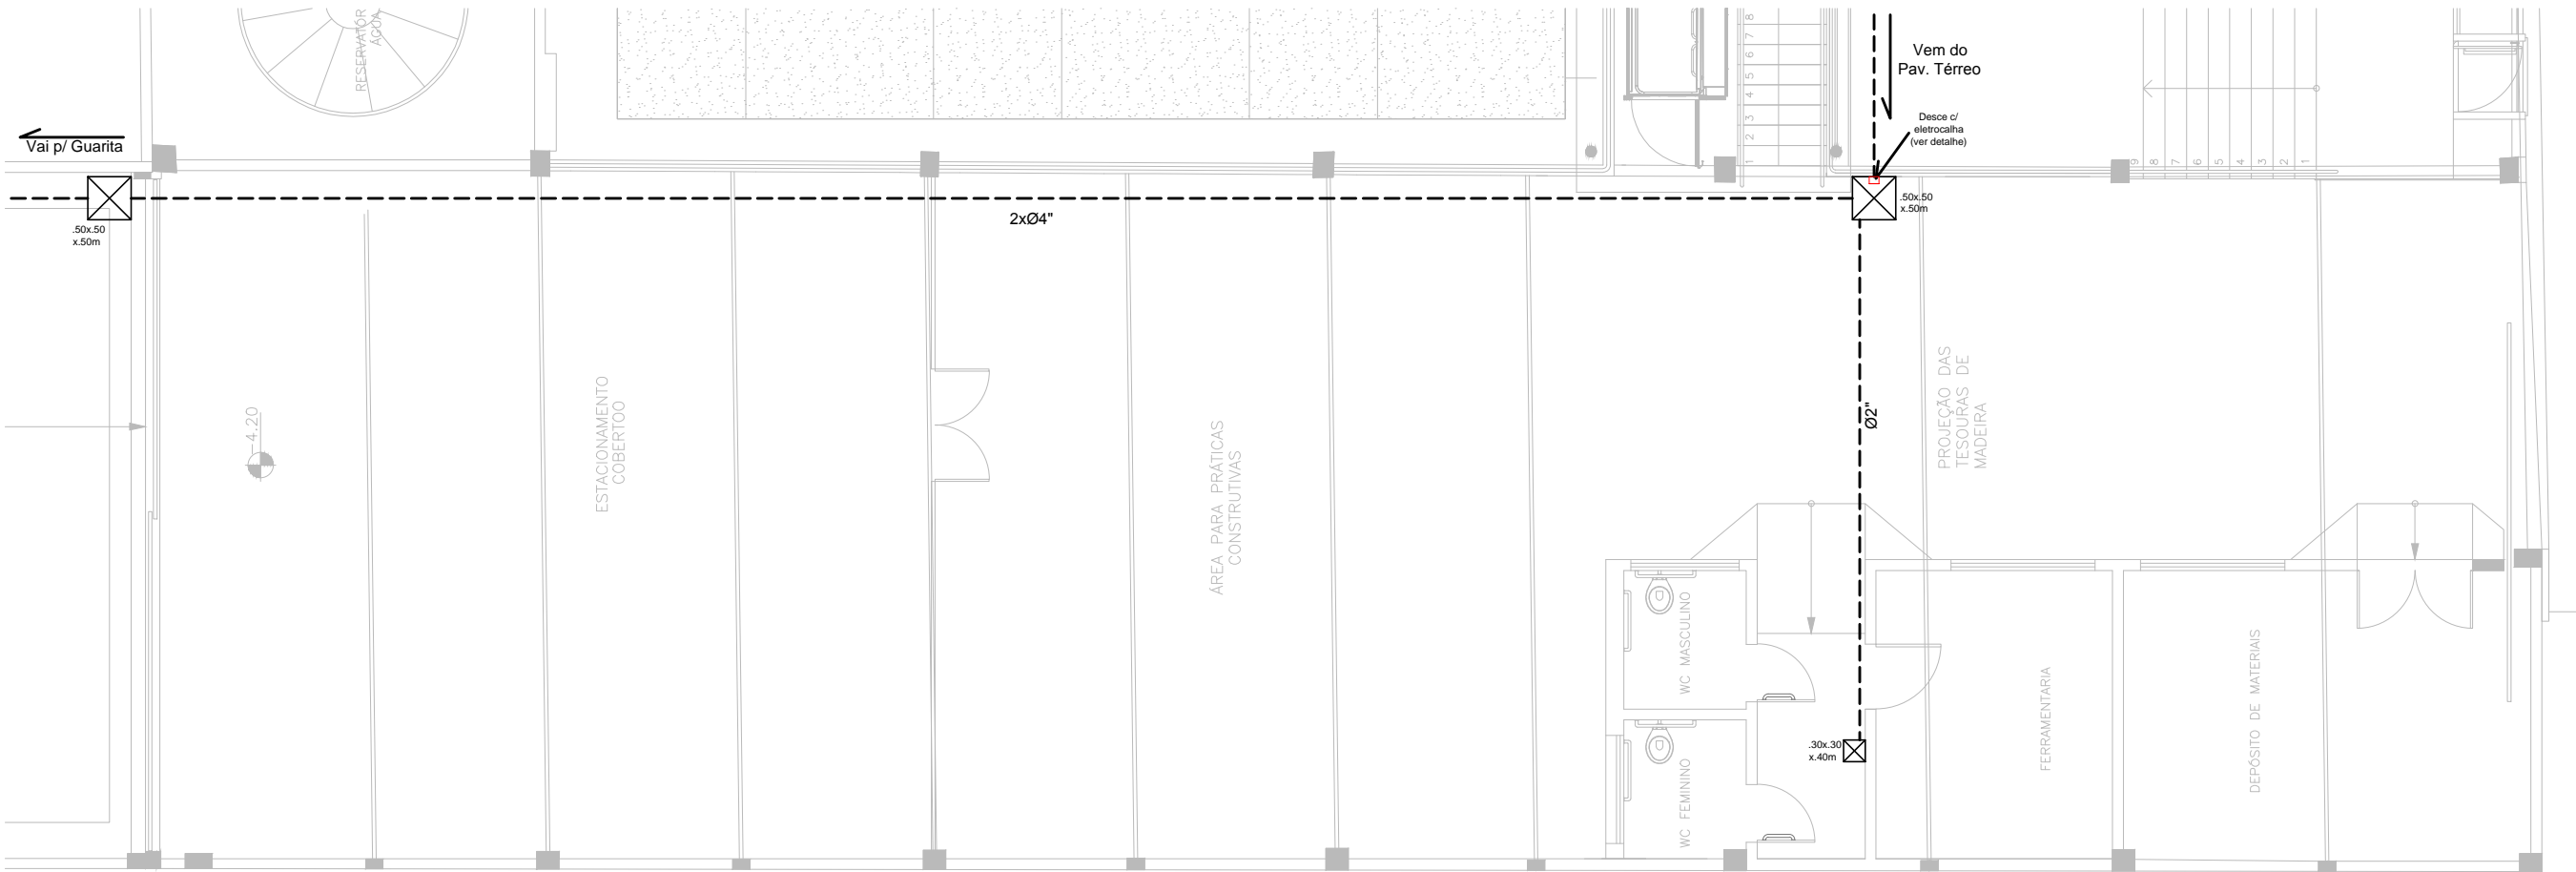 RESERVATÓR
ÁGUA
Vai p/ Guarita
Vem do
Pav. Térreo
Desce c/
eletrocalha
(ver detalhe)
1 2 3 4 5 6 7 8
9 8 7 6 5 4 3 2 1
.50x.50
x.50m
2xØ4"
.50x.50
x.50m
-4.20
ESTACIONAMENTO
COBERTOO
ÁREA PARA PRÁTICAS
CONSTRUTIVAS
Ø2"
PROJEÇÃO DAS
TESOURAS DE
MADEIRA
WC MASCULINO
WC FEMININO
.30x.30
x.40m
FERRAMENTARIA
DEPÓSITO DE MATERIAIS